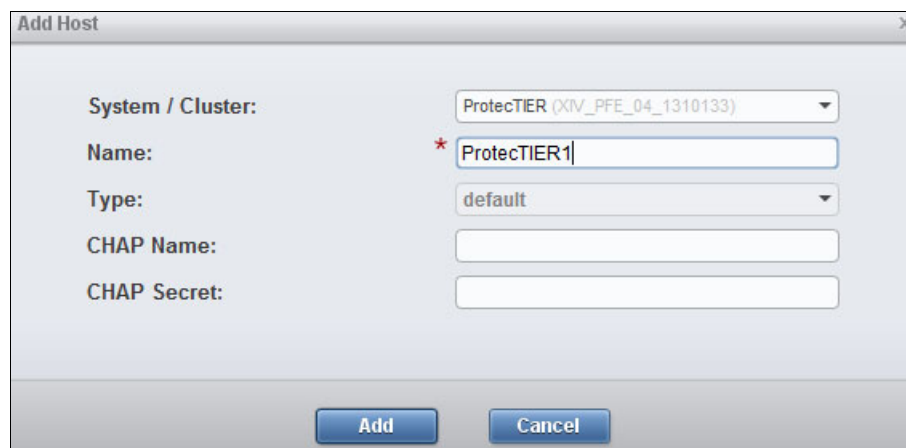 Add Host
System / Cluster: ProtecTIER (XIV_PFE_04_1310133)
Name: * ProtecTIER1
Type: default
CHAP Name:
CHAP Secret:
Add Cancel